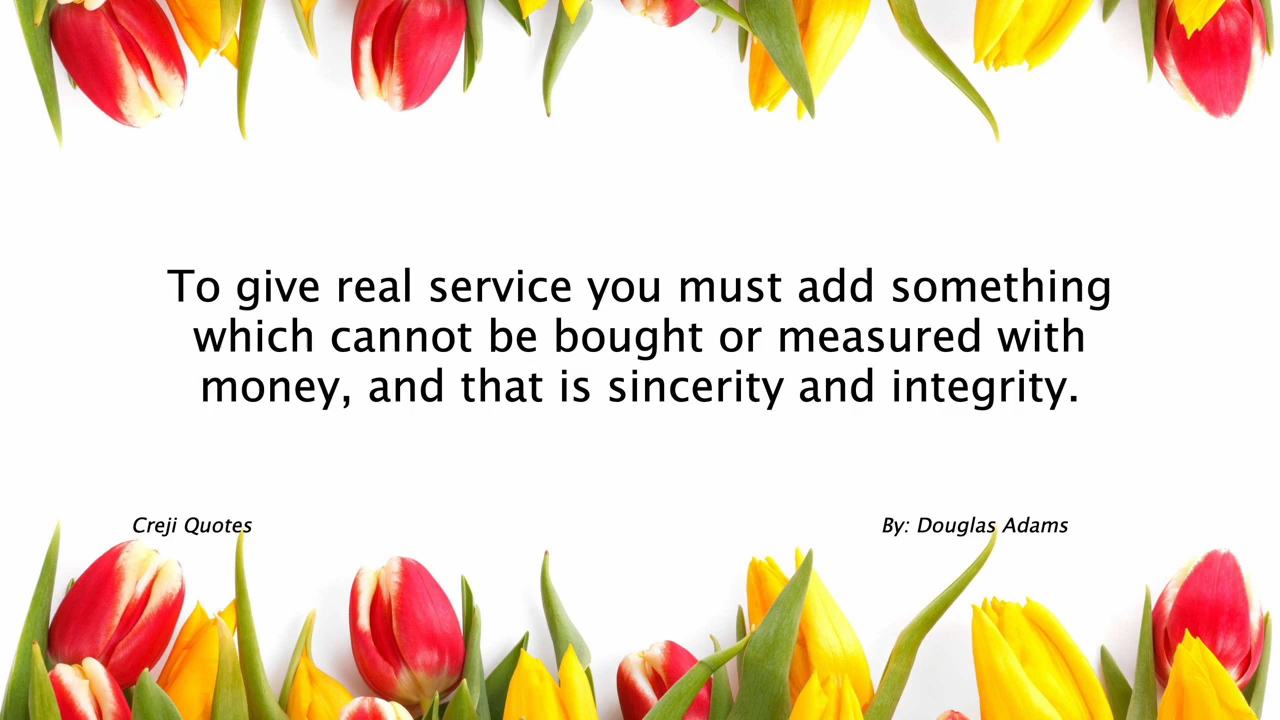 To give real service you must add something
which cannot be bought or measured with
money, and that is sincerity and integrity.
Creji Quotes
By: Douglas Adams